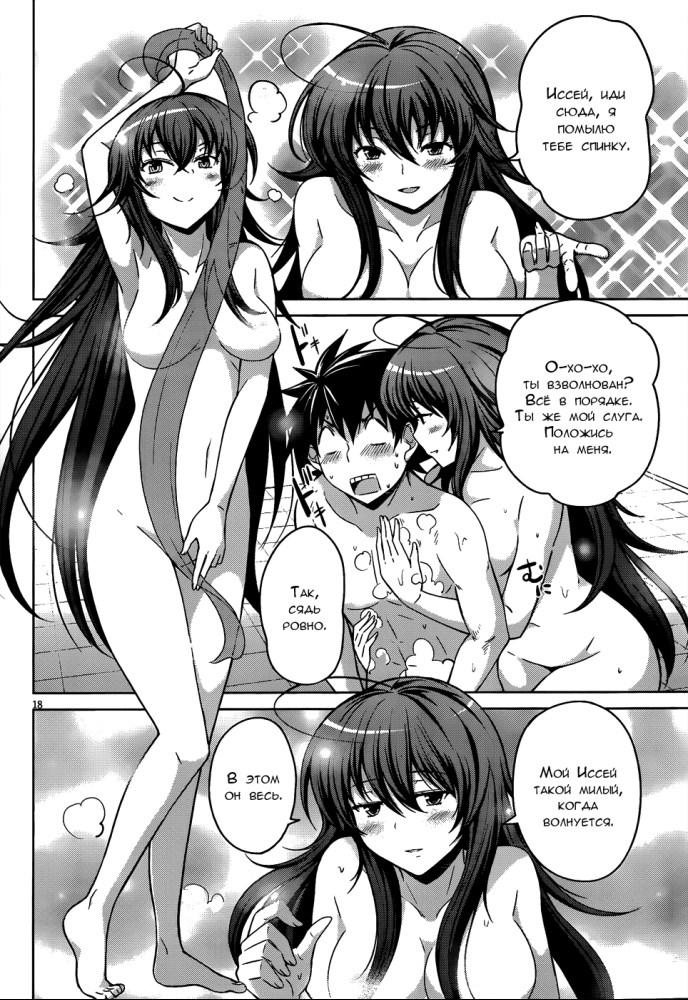 Иссей, иди
сюда, я
помылю
тебе спинку.
О-хо-хо,
ты взволнован?
Всё в порядке.
Ты же мой слуга.
Положись
на меня.
Так,
сядь
ровно.
18
Мой Иссей
такой милый,
когда
волнуется.
В этом
он весь.